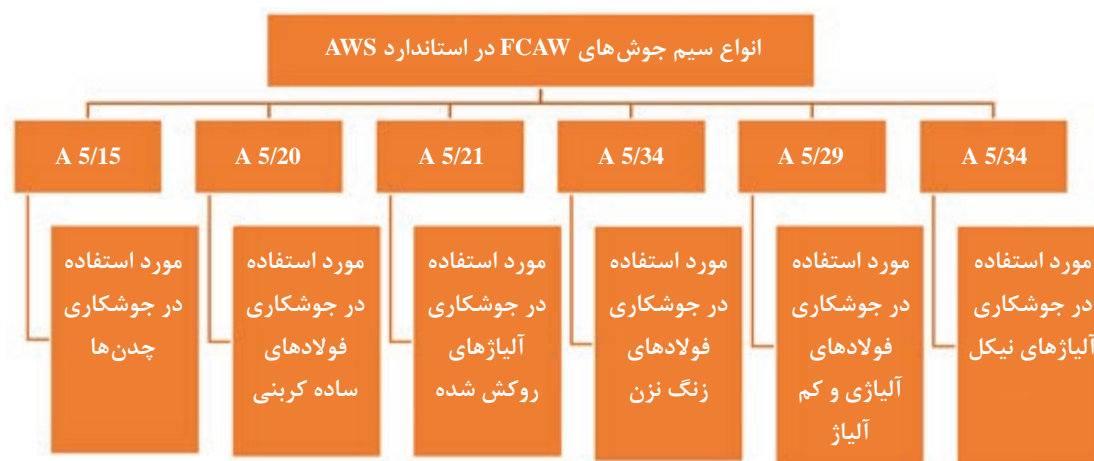 انواع سیم جوش‌های FCAW در استاندارد AWS
A 5/15
A 5/20
A 5/21
A 5/34
A 5/29
A 5/34
مورد استفاده
در جوشکاری
چدن‌ها
مورد استفاده
در جوشکاری
فولادهای
ساده کربنی
مورد استفاده
در جوشکاری
آلیاژهای
روکش شده
مورد استفاده
در جوشکاری
فولادهای
زنگ نزن
مورد استفاده
در جوشکاری
فولادهای
آلیاژی و کم
آلیاژ
مورد استفاده
در جوشکاری
آلیاژهای نیکل